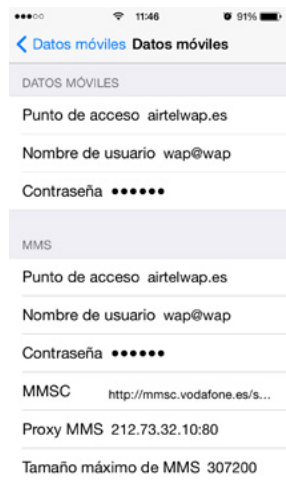 11:46 91%
Datos móviles Datos móviles
DATOS MÓVILES
Punto de acceso airtelwap.es
Nombre de usuario wap@wap
Contraseña ••••••
MMS
Punto de acceso airtelwap.es
Nombre de usuario wap@wap
Contraseña ••••••
MMSC http://mmsc.vodafone.es/s...
Proxy MMS 212.73.32.10:80
Tamaño máximo de MMS 307200